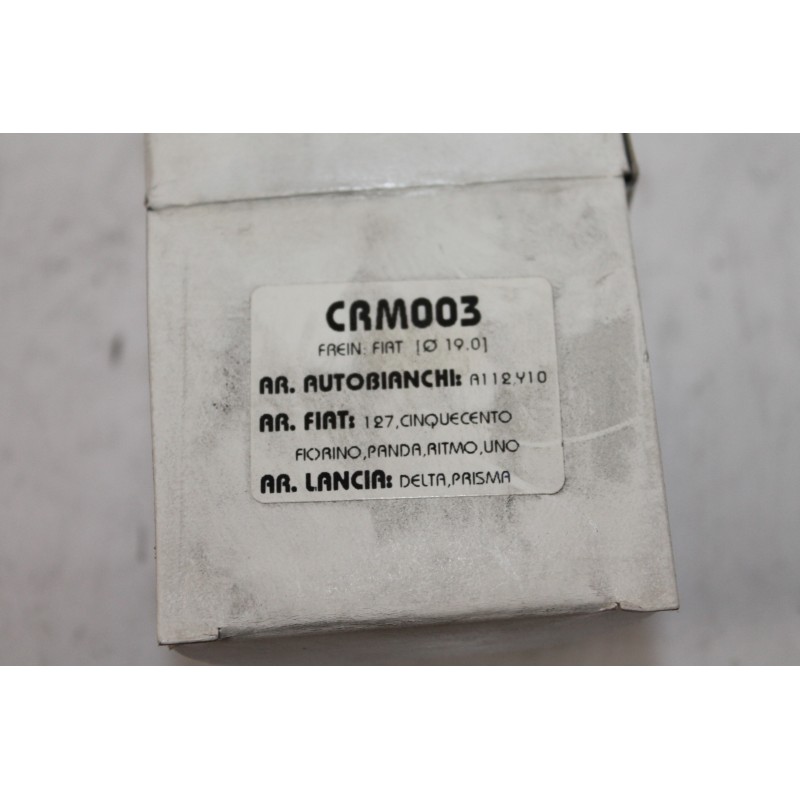 CRM003
FREIN: FIAT [Ø 19.0]
AR. AUTOBIANCHI: A112,Y10
AR. FIAT: 127,CINQUECENTO
FIORINO,PANDA,RITMO,UNO
AR. LANCIA: DELTA,PRISMA